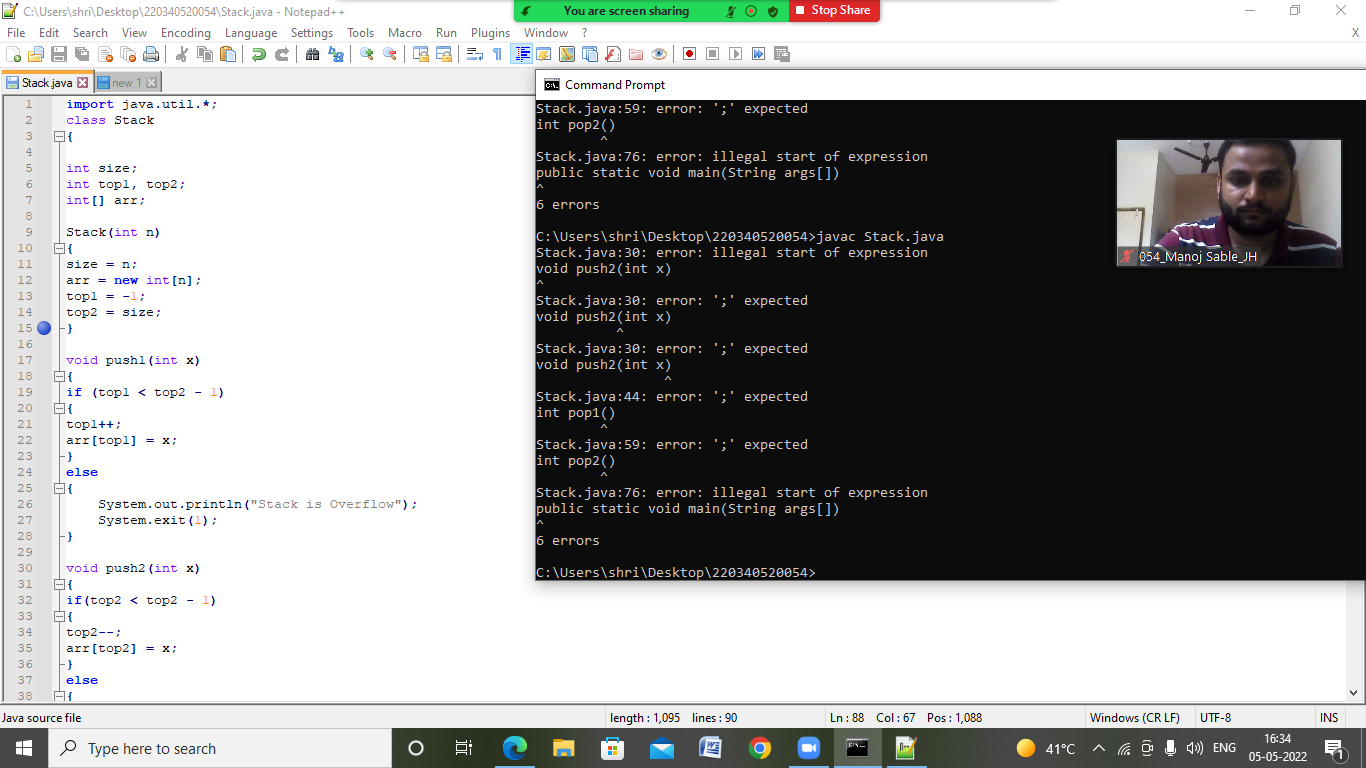 C:\Users\shri\Desktop\220340520054\Stack.java - Notepad++
You are screen sharing
Stop Share
File Edit Search View Encoding Language Settings Tools Macro Run Plugins Window ?
X
Stack.java
new 1
1 import java.util.*;
2 class Stack
3 {
4
5 int size;
6 int top1, top2;
7 int[] arr;
8
9 Stack(int n)
10 {
11 size = n;
12 arr = new int[n];
13 top1 = -1;
14 top2 = size;
15 }
16
17 void push1(int x)
18 {
19 if (top1 < top2 - 1)
20 {
21 top1++;
22 arr[top1] = x;
23 }
24 else
25 {
26 System.out.println("Stack is Overflow");
27 System.exit(1);
28 }
29
30 void push2(int x)
31 {
32 if(top2 < top2 - 1)
33 {
34 top2--;
35 arr[top2] = x;
36 }
37 else
38 {
Command Prompt
Stack.java:59: error: ';' expected
int pop2()
^
Stack.java:76: error: illegal start of expression
public static void main(String args[])
^
6 errors
C:\Users\shri\Desktop\220340520054>javac Stack.java
Stack.java:30: error: illegal start of expression
void push2(int x)
^
Stack.java:30: error: ';' expected
void push2(int x)
^
Stack.java:30: error: ';' expected
void push2(int x)
^
Stack.java:44: error: ';' expected
int pop1()
^
Stack.java:59: error: ';' expected
int pop2()
^
Stack.java:76: error: illegal start of expression
public static void main(String args[])
^
6 errors
C:\Users\shri\Desktop\220340520054>
054_Manoj Sable_JH
Java source file
length : 1,095 lines : 90
Ln : 88 Col : 67 Pos : 1,088
Windows (CR LF)
UTF-8
INS
Type here to search
41°C
ENG
16:34
05-05-2022
1